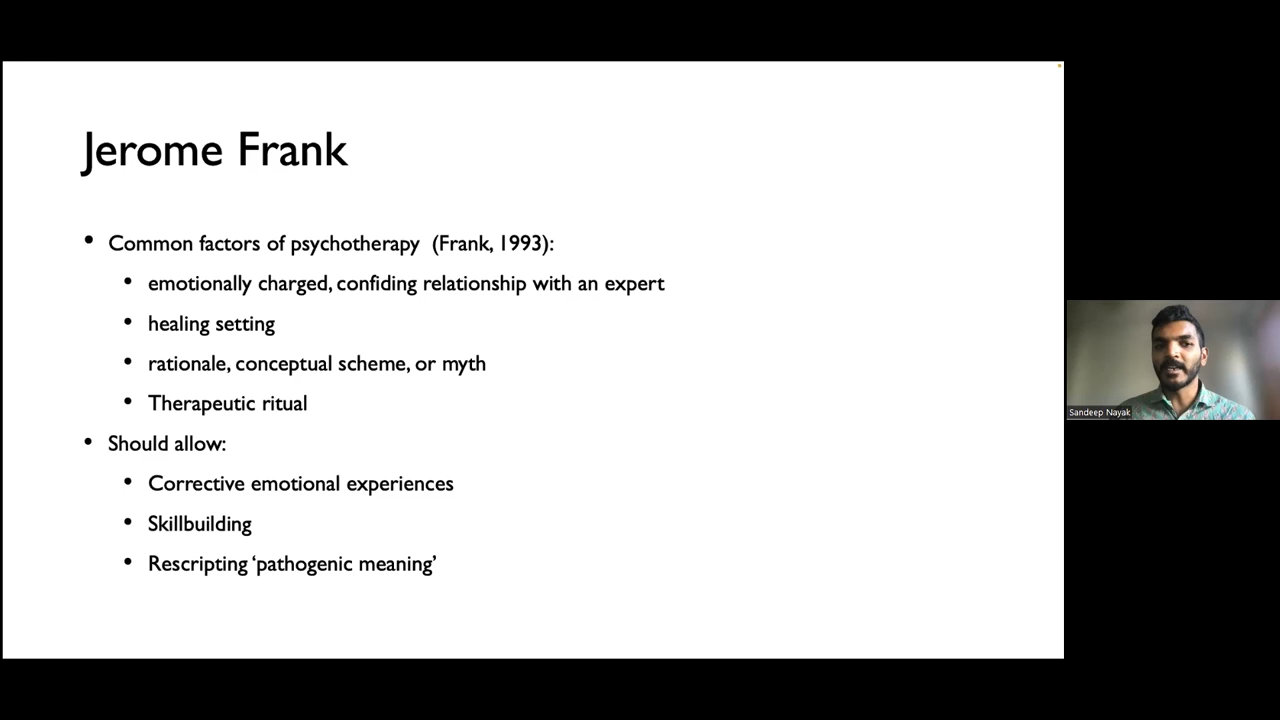 Jerome Frank
• Common factors of psychotherapy (Frank, 1993):
• emotionally charged, confiding relationship with an expert
• healing setting
• rationale, conceptual scheme, or myth
• Therapeutic ritual
• Should allow:
• Corrective emotional experiences
• Skillbuilding
• Rescripting ‘pathogenic meaning’
Sandeep Nayak